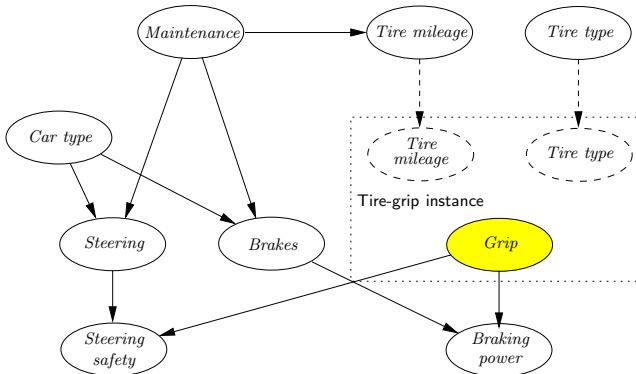 Maintenance
Tire mileage
Tire type
Car type
Tire
mileage
Tire type
Tire-grip instance
Steering
Brakes
Grip
Steering
safety
Braking
power